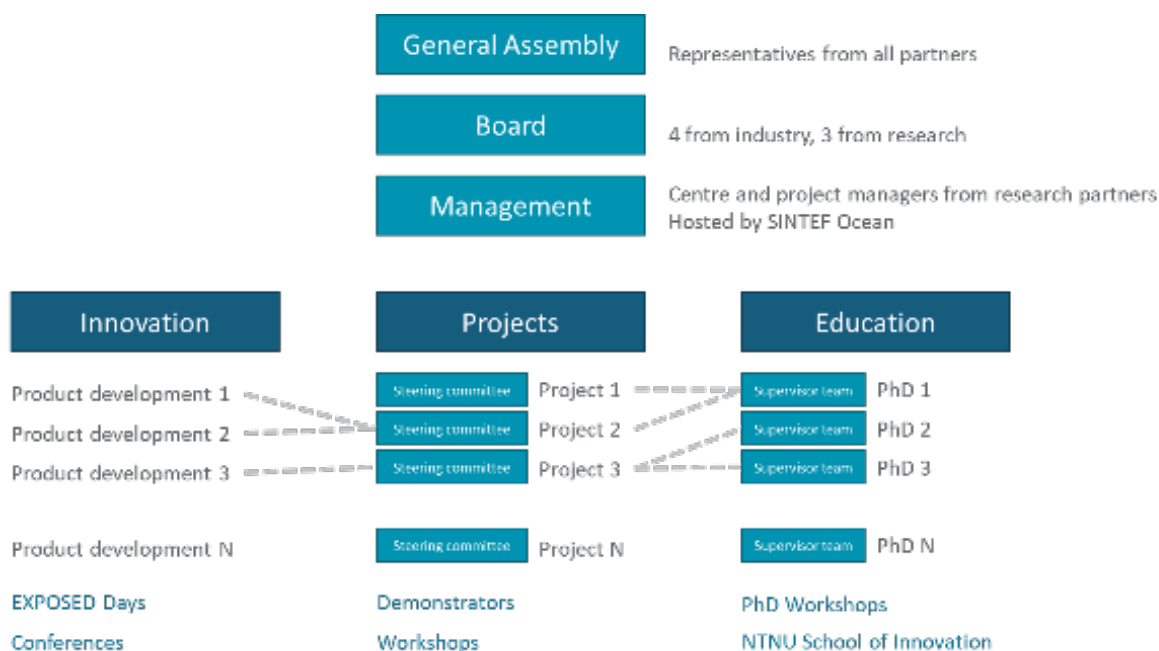 General Assembly
Representatives from all partners
Board
4 from industry, 3 from research
Management
Centre and project managers from research partners
Hosted by SINTEF Ocean
Innovation
Projects
Education
Product development 1
Steering committee
Project 1
Supervisor team
PhD 1
Product development 2
Steering committee
Project 2
Supervisor team
PhD 2
Product development 3
Steering committee
Project 3
Supervisor team
PhD 3
Product development N
Steering committee
Project N
Supervisor team
PhD N
EXPOSED Days
Demonstrators
PhD Workshops
Conferences
Workshops
NTNU School of Innovation